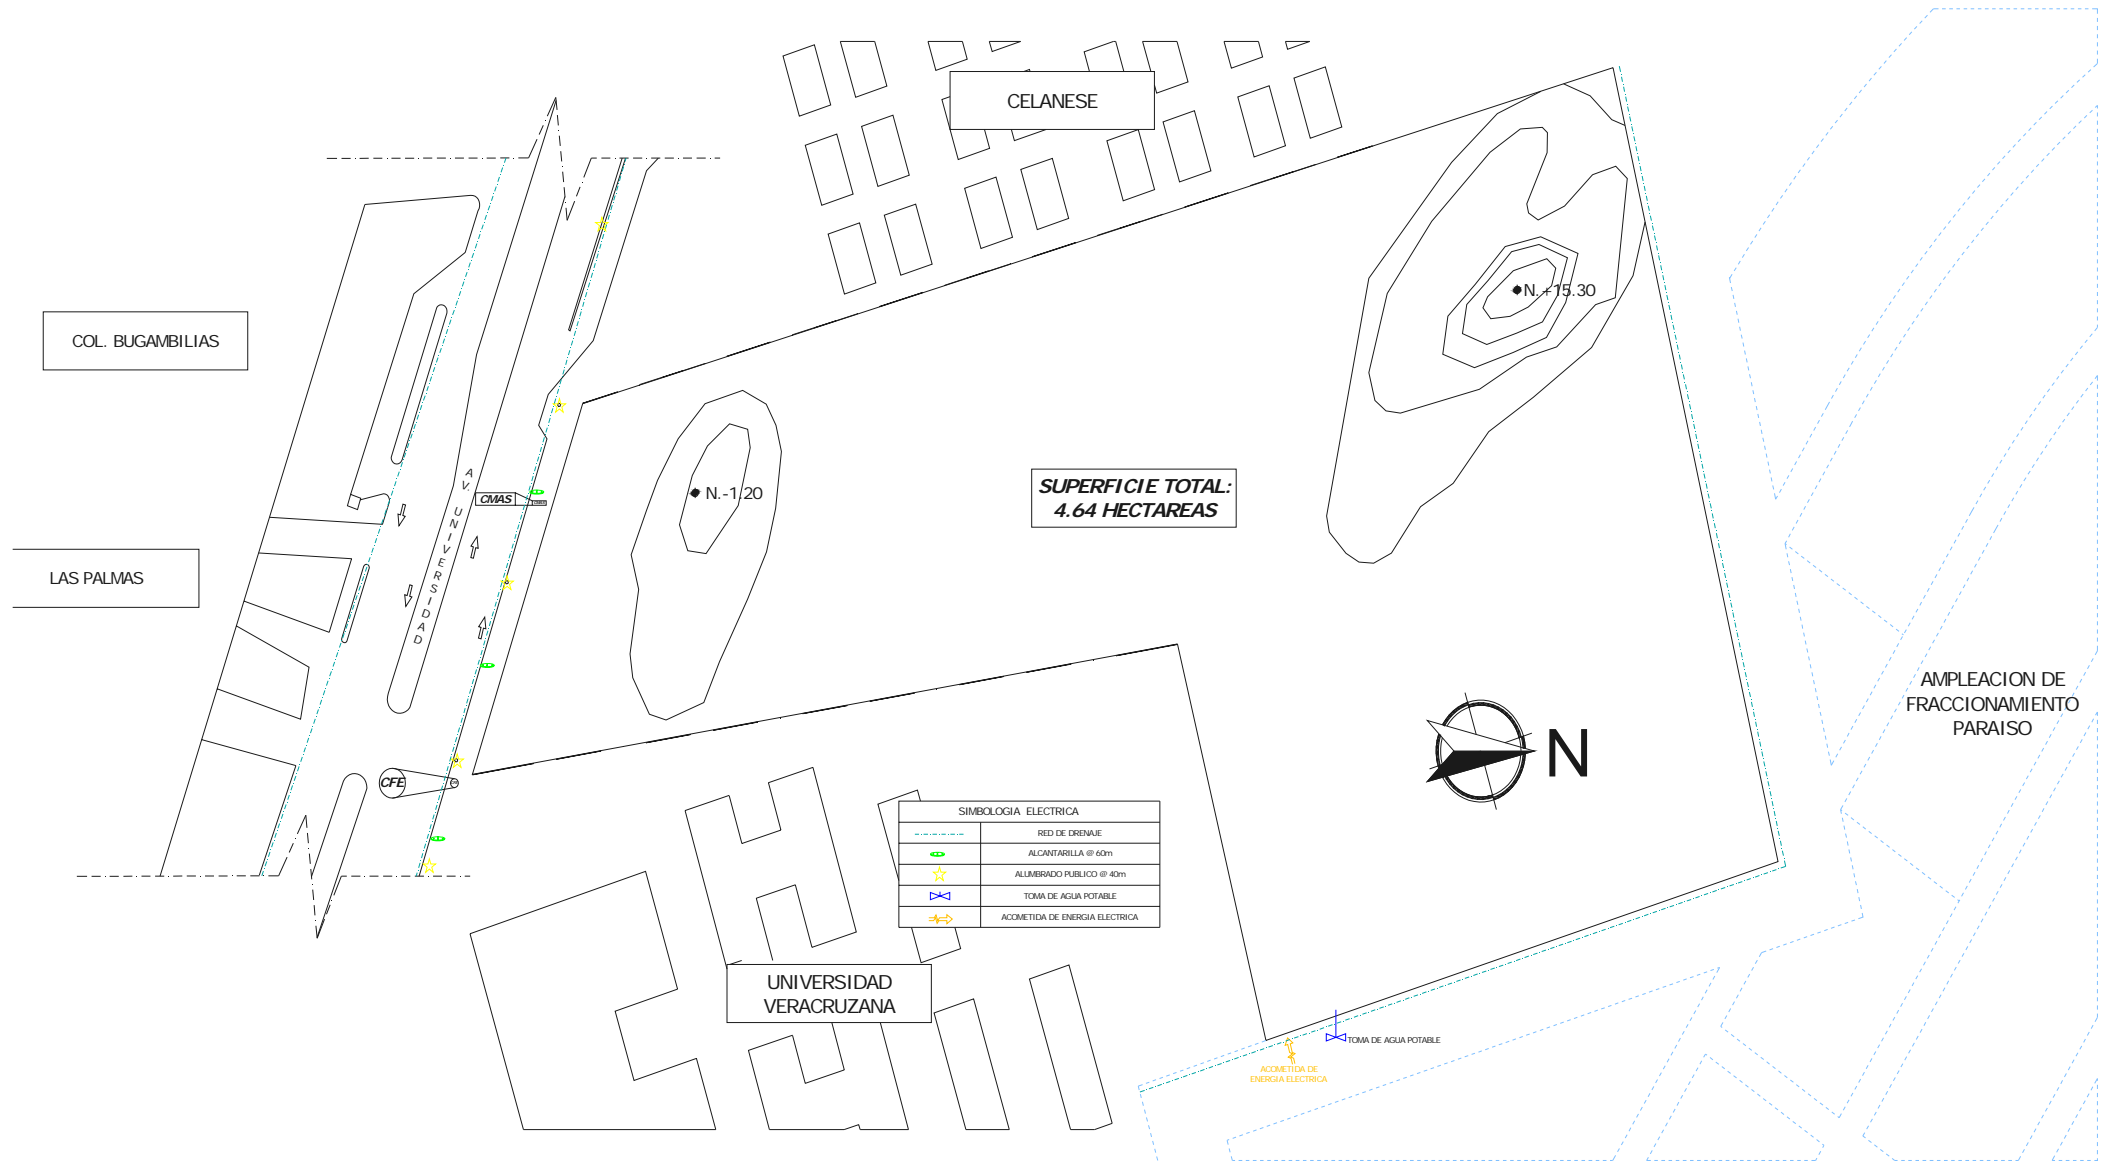 CELANESE
N.+15.30
COL. BUGAMBILIAS
AV. UNIVERSIDAD
CMAS
N.-1.20
SUPERFICIE TOTAL:
4.64 HECTAREAS
LAS PALMAS
AMPLEACION DE
FRACCIONAMIENTO
PARAISO
N
CFE
SIMBOLOGIA ELECTRICA
RED DE DRENAJE
ALCANTARILLA @ 60m
ALUMBRADO PUBLICO @ 40m
TOMA DE AGUA POTABLE
ACOMETIDA DE ENERGIA ELECTRICA
UNIVERSIDAD
VERACRUZANA
TOMA DE AGUA POTABLE
ACOMETIDA DE
ENERGIA ELECTRICA